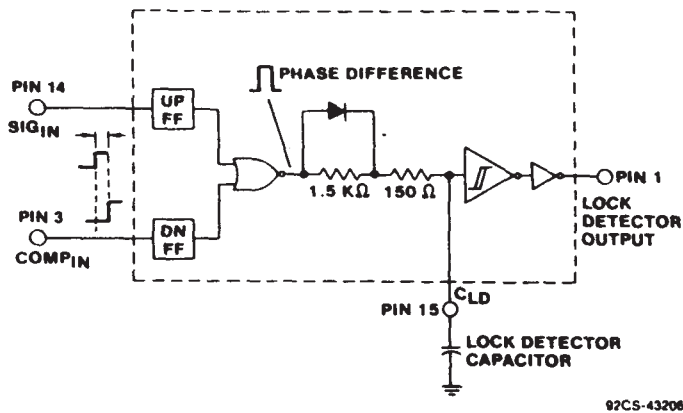 PIN 14
SIG_IN
UP
FF
PHASE DIFFERENCE
1.5 KΩ
150 Ω
PIN 1
LOCK
DETECTOR
OUTPUT
PIN 3
COMP_IN
DN
FF
C_LD
PIN 15
LOCK DETECTOR
CAPACITOR
92CS-43206